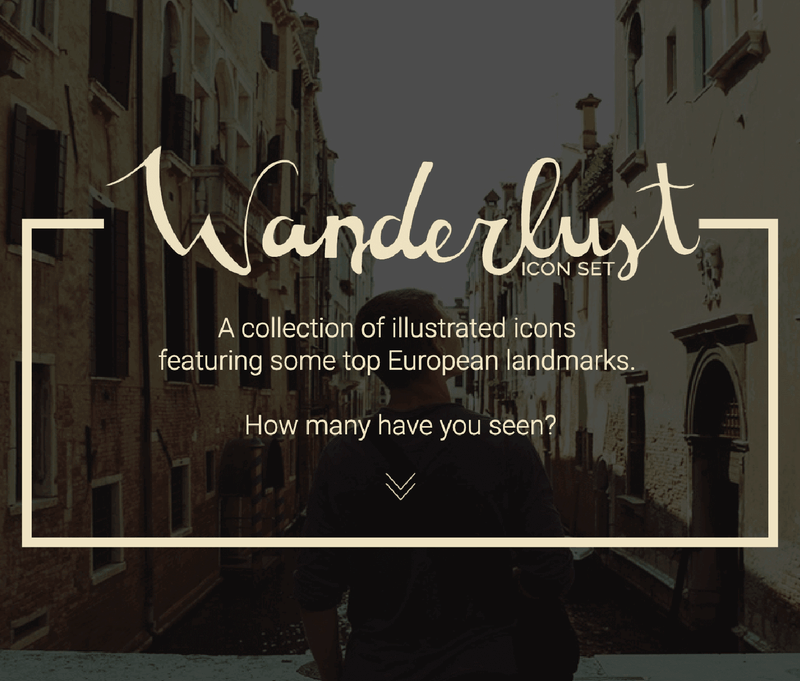 Wanderlust
ICON SET
A collection of illustrated icons
featuring some top European landmarks.
How many have you seen?